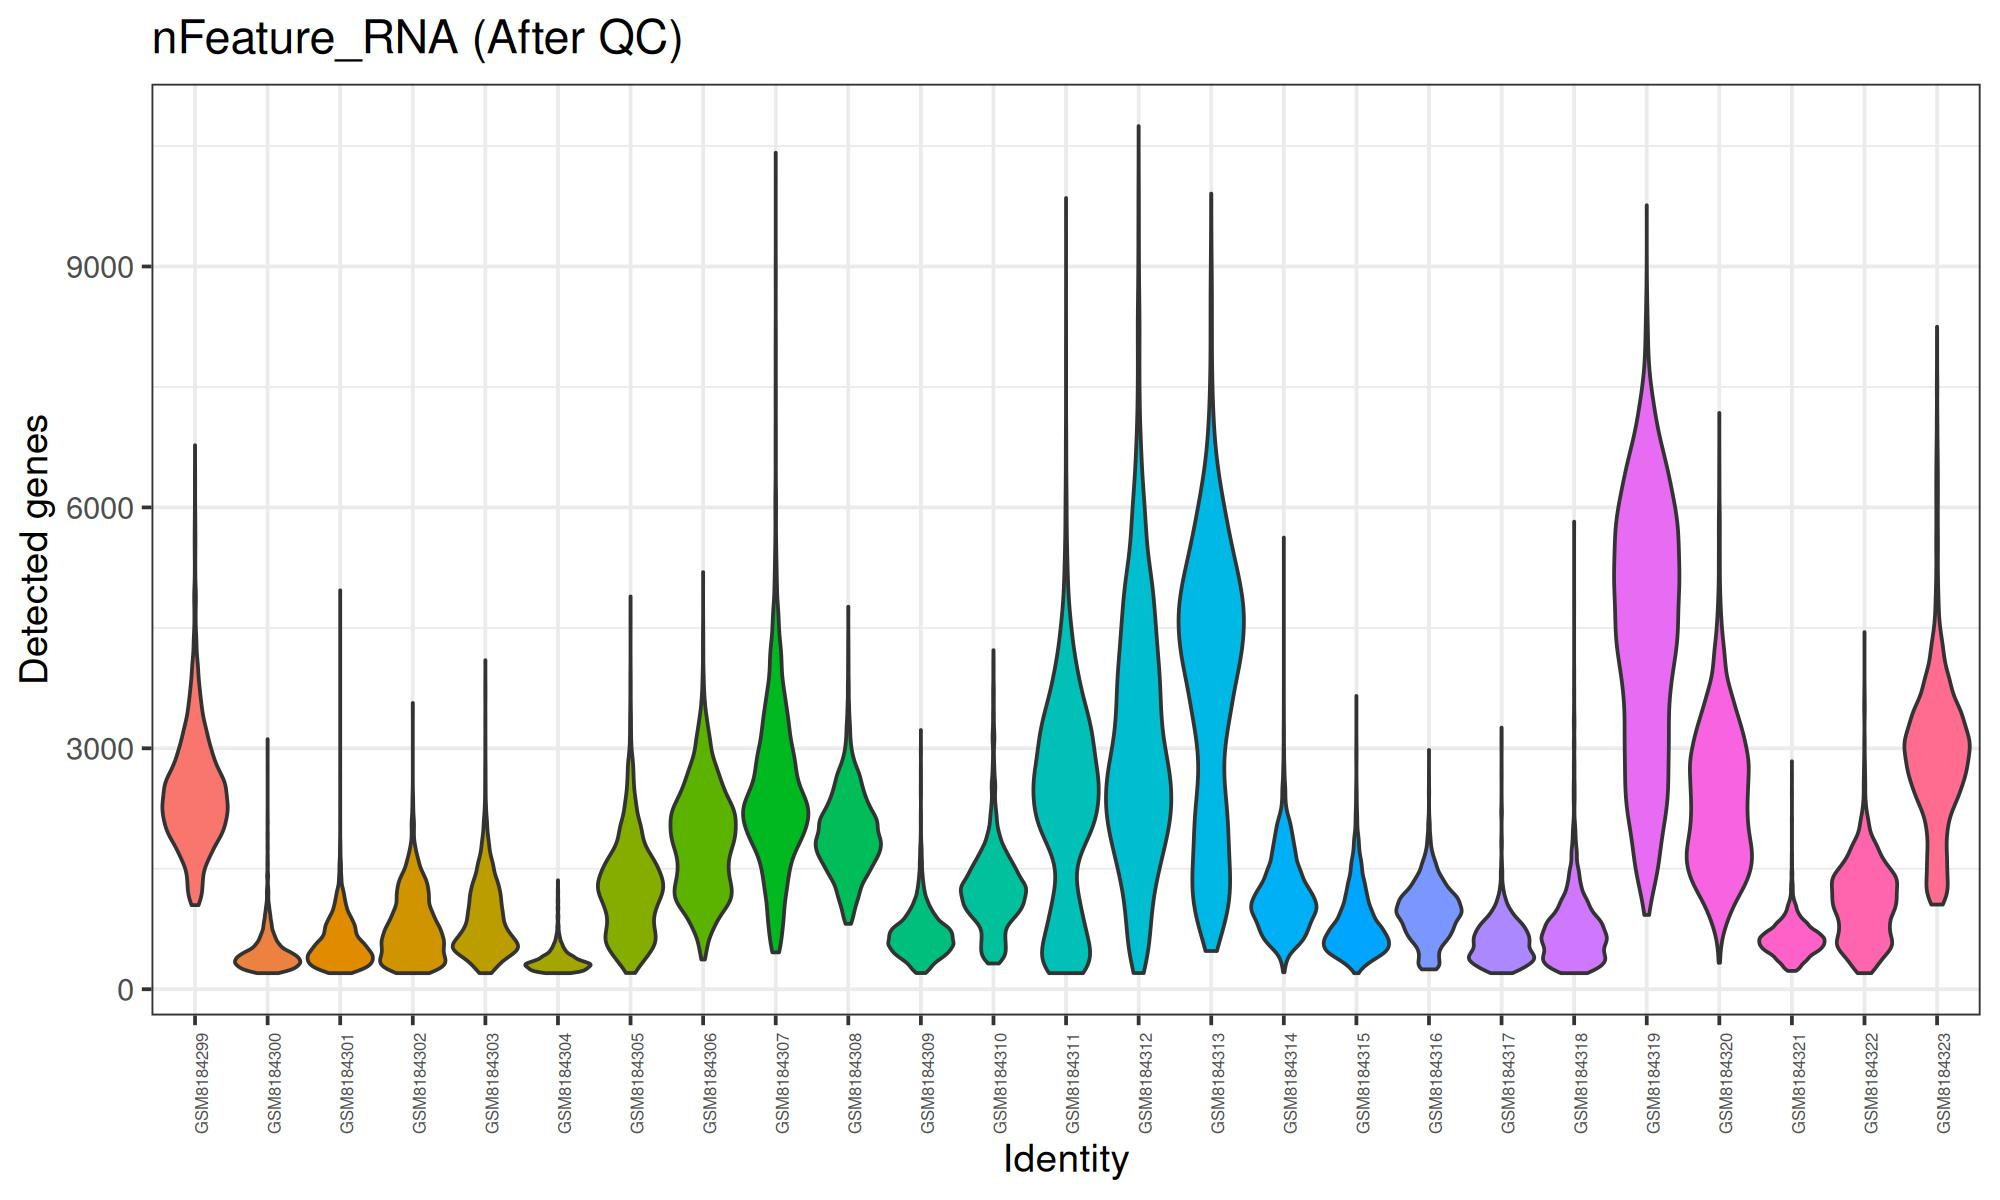 nFeature_RNA (After QC)
Detected genes
9000
6000
3000
0
GSM8184299
GSM8184300
GSM8184301
GSM8184302
GSM8184303
GSM8184304
GSM8184305
GSM8184306
GSM8184307
GSM8184308
GSM8184309
GSM8184310
GSM8184311
GSM8184312
GSM8184313
GSM8184314
GSM8184315
GSM8184316
GSM8184317
GSM8184318
GSM8184319
GSM8184320
GSM8184321
GSM8184322
GSM8184323
Identity